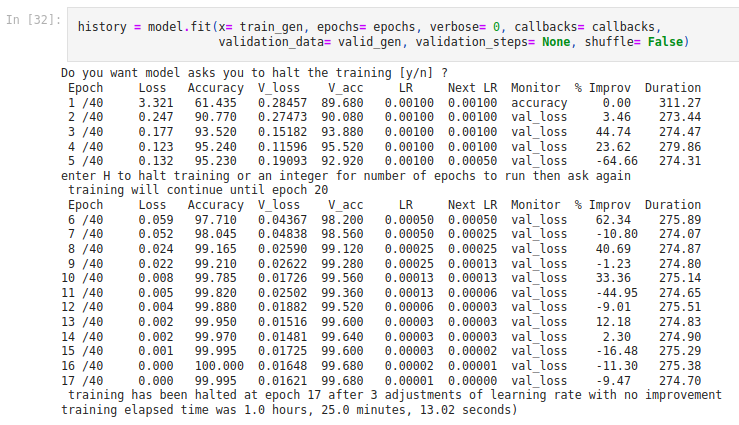 In [32]: history = model.fit(x= train_gen, epochs= epochs, verbose= 0, callbacks= callbacks,
validation_data= valid_gen, validation_steps= None, shuffle= False)
Do you want model asks you to halt the training [y/n] ?
Epoch Loss Accuracy V_loss V_acc LR Next LR Monitor % Improv Duration
1 /40 3.321 61.435 0.28457 89.680 0.00100 0.00100 accuracy 0.00 311.27
2 /40 0.247 90.770 0.27473 90.080 0.00100 0.00100 val_loss 3.46 273.44
3 /40 0.177 93.520 0.15182 93.880 0.00100 0.00100 val_loss 44.74 274.47
4 /40 0.123 95.240 0.11596 95.520 0.00100 0.00100 val_loss 23.62 279.86
5 /40 0.132 95.230 0.19093 92.920 0.00100 0.00050 val_loss -64.66 274.31
enter H to halt training or an integer for number of epochs to run then ask again
training will continue until epoch 20
Epoch Loss Accuracy V_loss V_acc LR Next LR Monitor % Improv Duration
6 /40 0.059 97.710 0.04367 98.200 0.00050 0.00050 val_loss 62.34 275.89
7 /40 0.052 98.045 0.04838 98.560 0.00050 0.00025 val_loss -10.80 274.07
8 /40 0.024 99.165 0.02590 99.120 0.00025 0.00025 val_loss 40.69 274.87
9 /40 0.022 99.210 0.02622 99.280 0.00025 0.00013 val_loss -1.23 274.80
10 /40 0.008 99.785 0.01726 99.560 0.00013 0.00013 val_loss 33.36 275.14
11 /40 0.005 99.820 0.02502 99.360 0.00013 0.00006 val_loss -44.95 274.65
12 /40 0.004 99.880 0.01882 99.520 0.00006 0.00003 val_loss -9.01 275.51
13 /40 0.002 99.950 0.01516 99.600 0.00003 0.00003 val_loss 12.18 274.83
14 /40 0.002 99.970 0.01481 99.640 0.00003 0.00003 val_loss 2.30 274.90
15 /40 0.001 99.995 0.01725 99.600 0.00003 0.00002 val_loss -16.48 275.29
16 /40 0.000 100.000 0.01648 99.680 0.00002 0.00001 val_loss -11.30 275.38
17 /40 0.000 99.995 0.01621 99.680 0.00001 0.00000 val_loss -9.47 274.70
training has been halted at epoch 17 after 3 adjustments of learning rate with no improvement
training elapsed time was 1.0 hours, 25.0 minutes, 13.02 seconds)